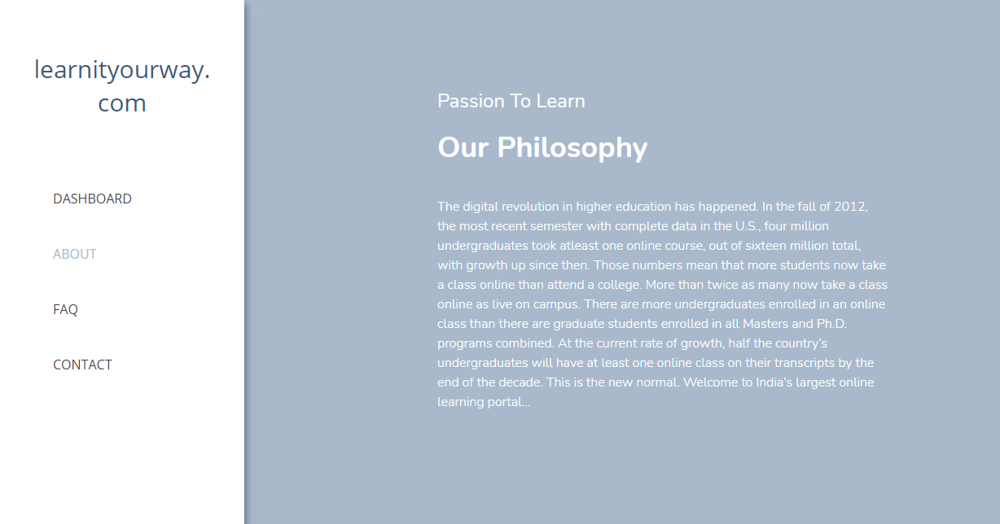 learnityourway.
com
DASHBOARD
ABOUT
FAQ
CONTACT
Passion To Learn
Our Philosophy
The digital revolution in higher education has happened. In the fall of 2012,
the most recent semester with complete data in the U.S., four million
undergraduates took atleast one online course, out of sixteen million total,
with growth up since then. Those numbers mean that more students now take
a class online than attend a college. More than twice as many now take a class
online as live on campus. There are more undergraduates enrolled in an online
class than there are graduate students enrolled in all Masters and Ph.D.
programs combined. At the current rate of growth, half the country's
undergraduates will have at least one online class on their transcripts by the
end of the decade. This is the new normal. Welcome to India's largest online
learning portal...